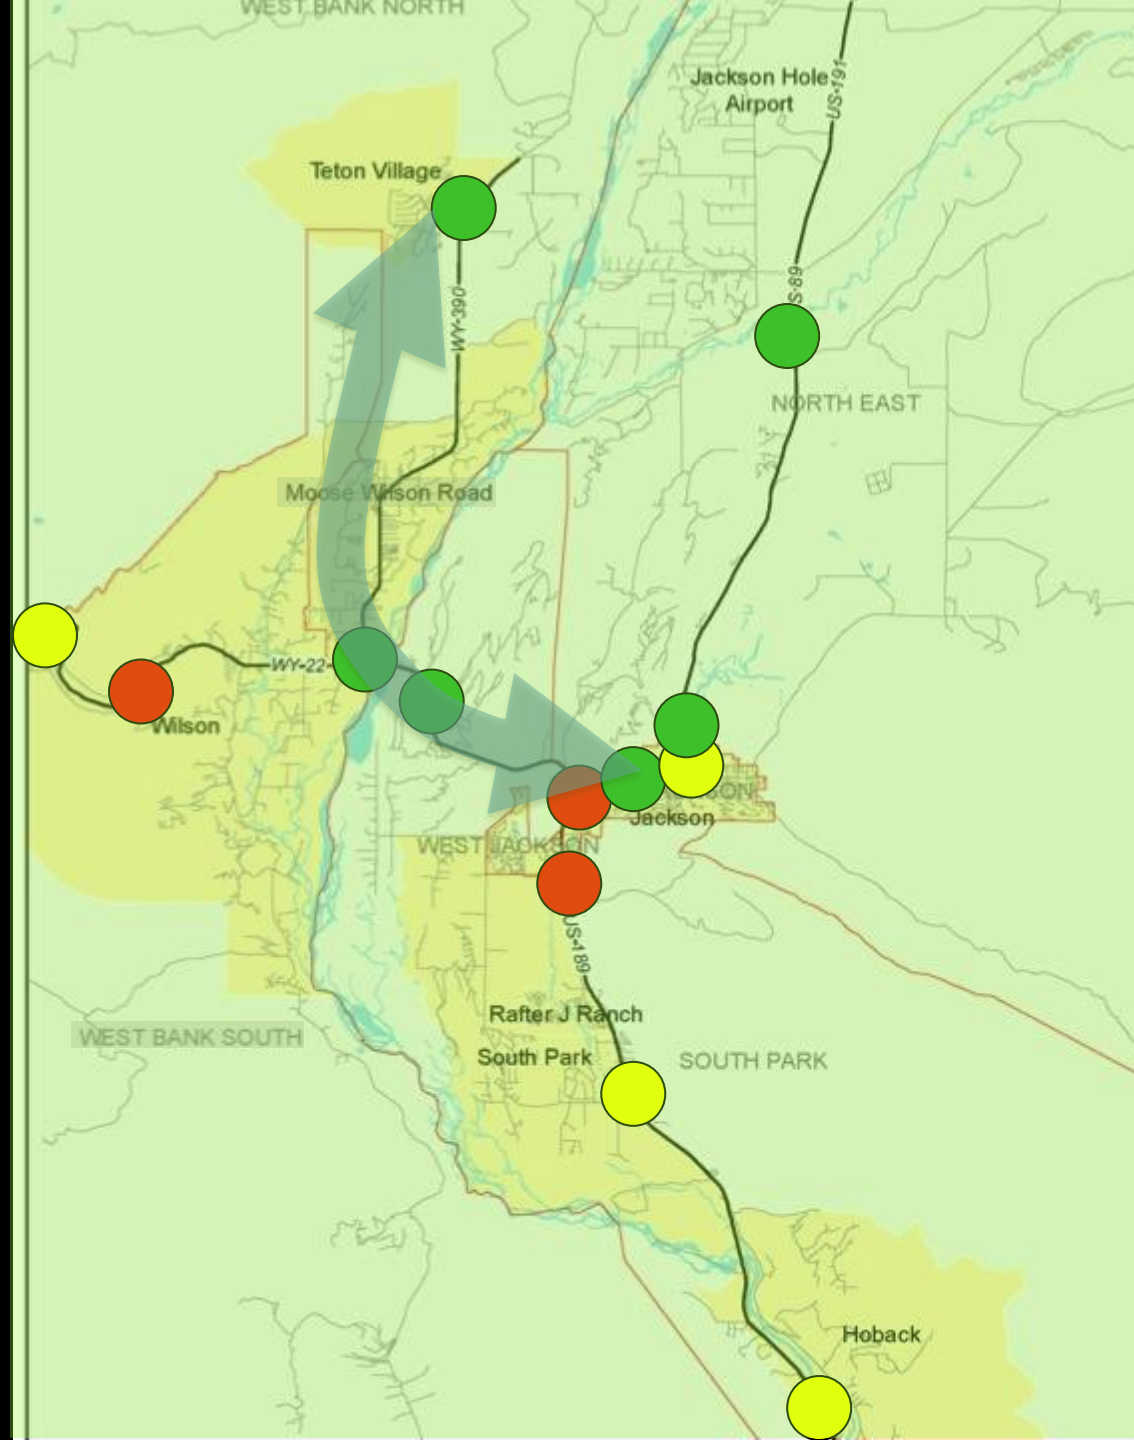 WEST BANK NORTH
Jackson Hole
Airport
US-191
Teton Village
WY-390
S-89
NORTH EAST
Moose Wilson Road
WY-22
Wilson
SON
Jackson
WEST JACKSON
US-189
Rafter J Ranch
WEST BANK SOUTH
South Park
SOUTH PARK
Hoback